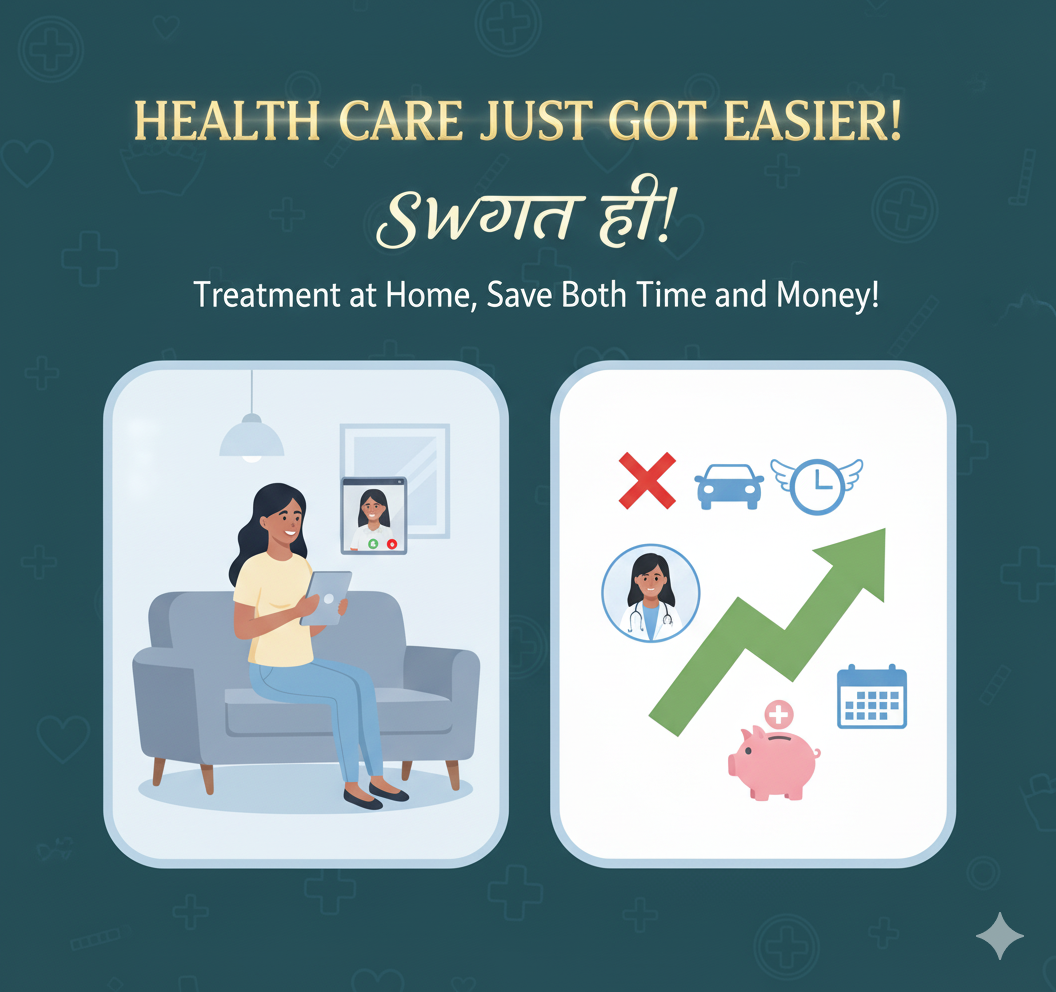 HEALTH CARE JUST GOT EASIER!
Swगत ही!
Treatment at Home, Save Both Time and Money!